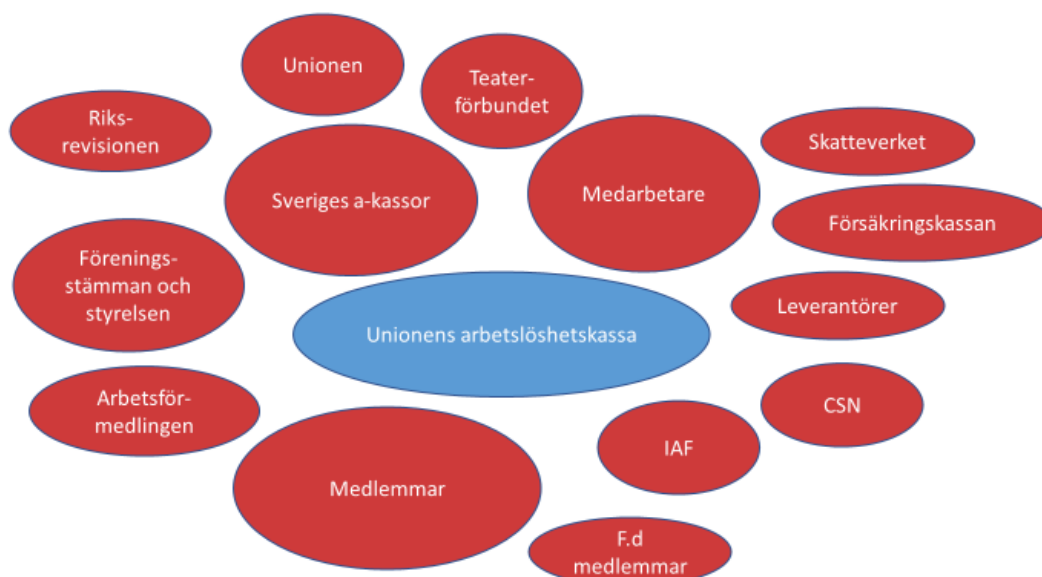 Unionen
Teater-
förbundet
Riks-
revisionen
Skatteverket
Sveriges a-kassor
Medarbetare
Försäkringskassan
Förenings-
stämman och
styrelsen
Leverantörer
Unionens arbetslöshetskassa
Arbetsför-
medlingen
CSN
IAF
Medlemmar
F.d
medlemmar